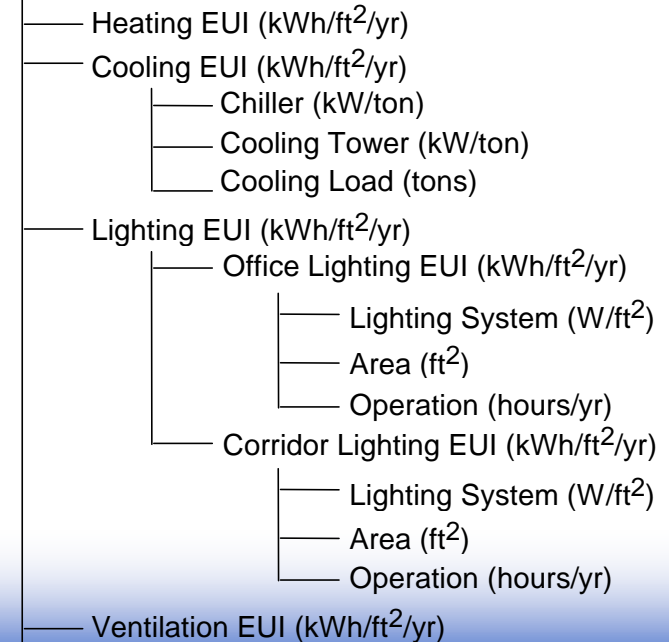 Heating EUI (kWh/ft²/yr)
Cooling EUI (kWh/ft²/yr)
Chiller (kW/ton)
Cooling Tower (kW/ton)
Cooling Load (tons)
Lighting EUI (kWh/ft²/yr)
Office Lighting EUI (kWh/ft²/yr)
Lighting System (W/ft²)
Area (ft²)
Operation (hours/yr)
Corridor Lighting EUI (kWh/ft²/yr)
Lighting System (W/ft²)
Area (ft²)
Operation (hours/yr)
Ventilation EUI (kWh/ft²/yr)